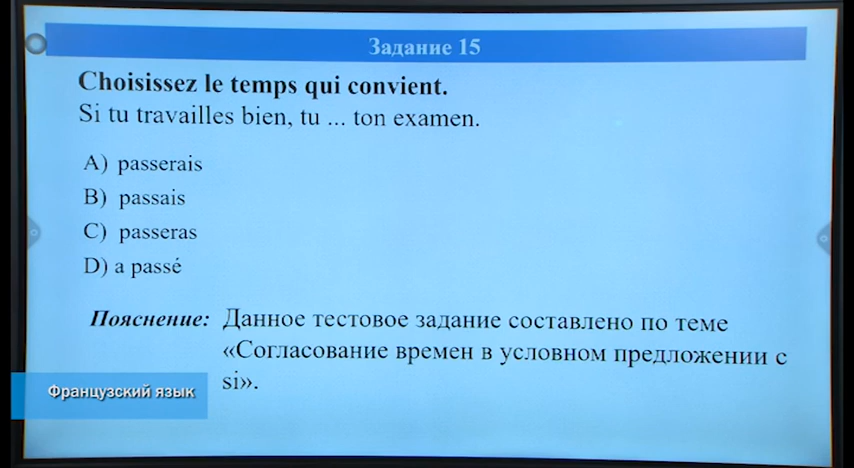 Задание 15
Choisissez le temps qui convient.
Si tu travailles bien, tu ... ton examen.
A) passerais
B) passais
C) passeras
D) a passé
Пояснение: Данное тестовое задание составлено по теме
«Согласование времен в условном предложении с
si».
Французский язык